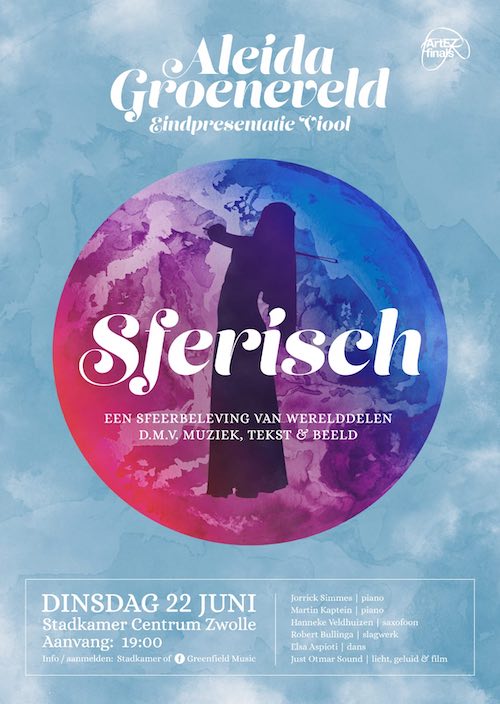 ArtEZ
finals
Aleida
Groeneveld
Eindpresentatie Viool
Sferisch
EEN SFEERBELEVING VAN WERELDDELEN
D.M.V. MUZIEK, TEKST & BEELD
DINSDAG 22 JUNI
Stadkamer Centrum Zwolle
Aanvang: 19:00
Info / aanmelden: Stadkamer of f Greenfield Music
Jorrick Simmes | piano
Martin Kaptein | piano
Hanneke Veldhuizen | saxofoon
Robert Bullinga | slagwerk
Elsa Aspioti | dans
Just Otmar Sound | licht, geluid & film